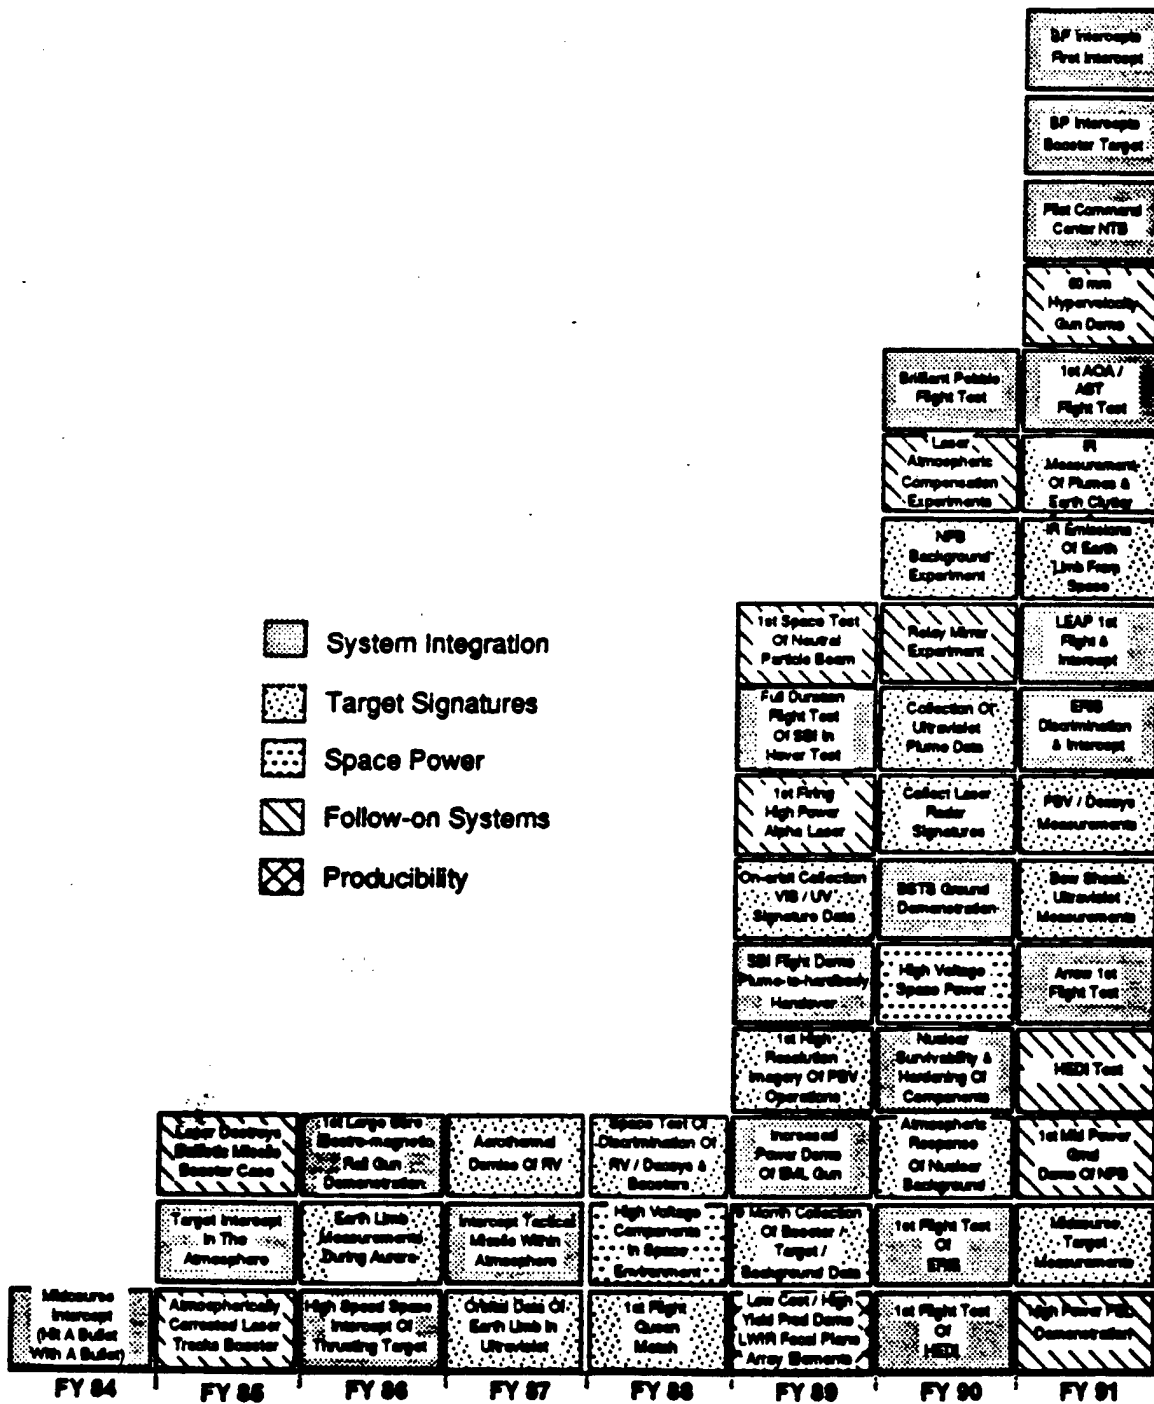 BP Intercepts
First Intercept
BP Intercepts
Booster Target
Pilot Command
Center NTB
60 mm
Hypervelocity
Gun Demo
Brilliant Pebble
Flight Test
1st AOA /
AST
Flight Test
Laser
Atmospheric
Compensation
Experiments
IR
Measurement
Of Plumes &
Earth Clutter
NPB
Background
Experiment
IR Emissions
Of Earth
Limb From
Space
1st Space Test
Of Neutral
Particle Beam
Relay Mirror
Experiment
LEAP 1st
Flight &
Intercept
Full Duration
Flight Test
Of SBI in
Hover Test
Collection Of
Ultraviolet
Plume Data
ERIS
Discrimination
& Intercept
1st Firing
High Power
Alpha Laser
Collect Laser
Radar
Signatures
PBV / Decoys
Measurements
On-orbit Collection
VIS / UV
Signature Data
BSTS Ground
Demonstration
Bow Shock
Ultraviolet
Measurements
SBI Flight Demo
Plume-to-hardbody
Handover
High Voltage
Space Power
Arrow 1st
Flight Test
1st High
Resolution
Imagery Of PBV
Operations
Nuclear
Survivability &
Hardening Of
Components
HEDI Test
Laser Destroys
Ballistic Missile
Booster Case
1st Large Bore
Electro-magnetic
Rail Gun
Demonstration
Aerothermal
Demise Of RV
Space Test Of
Discrimination Of
RV / Decoys &
Boosters
Increased
Power Demo
Of EML Gun
Atmospheric
Response
Of Nuclear
Background
1st Mid Power
Gnd
Demo Of NPB
Target Intercept
In The
Atmosphere
Earth Limb
Measurements
During Aurora
Intercept Tactical
Missile Within
Atmosphere
High Voltage
Components
In Space
Environment
Month Collection
Of Booster /
Target /
Background Data
1st Flight Test
Of
ERIS
Midcourse
Target
Measurements
Midcourse
Intercept
(Hit A Bullet
With A Bullet)
Atmospherically
Corrected Laser
Tracks Booster
High Speed Space
Intercept Of
Thrusting Target
Orbital Data Of
Earth Limb In
Ultraviolet
1st Flight
Queen
Match
Low Cost / High
Yield Prod Demo
LWIR Focal Plane
Array Elements
1st Flight Test
Of
HEDI
High Power FEL
Demonstration
System Integration
Target Signatures
Space Power
Follow-on Systems
Producibility
FY 84
FY 85
FY 86
FY 87
FY 88
FY 89
FY 90
FY 91